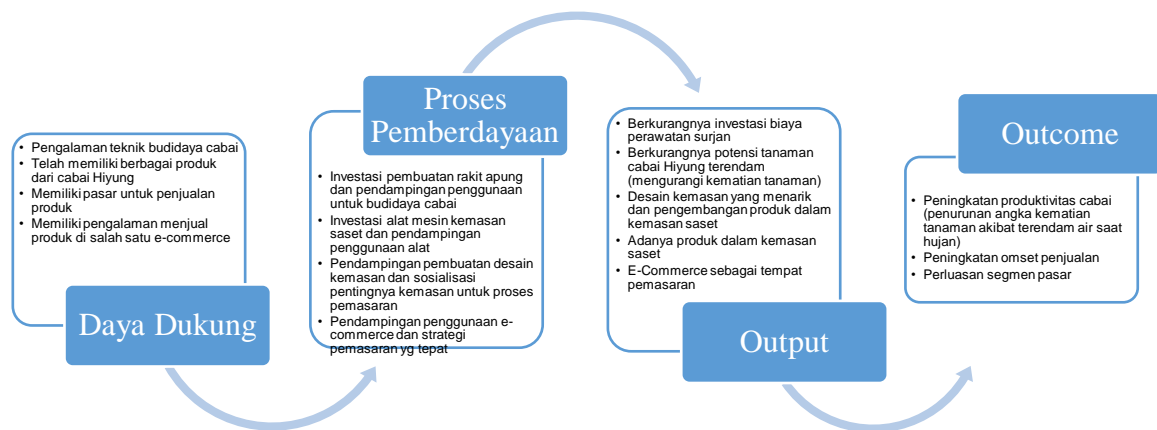 • Pengalaman teknik budidaya cabai
• Telah memiliki berbagai produk
dari cabai Hiyung
• Memiliki pasar untuk penjualan
produk
• Memiliki pengalaman menjual
produk di salah satu e-commerce
Daya Dukung
Proses
Pemberdayaan
• Investasi pembuatan rakit apung
dan pendampingan penggunaan
untuk budidaya cabai
• Investasi alat mesin kemasan
saset dan pendampingan
penggunaan alat
• Pendampingan pembuatan desain
kemasan dan sosialisasi
pentingnya kemasan untuk proses
pemasaran
• Pendampingan penggunaan e-
commerce dan strategi
pemasaran yg tepat
• Berkurangnya investasi biaya
perawatan surjan
• Berkurangnya potensi tanaman
cabai Hiyung terendam
(mengurangi kematian tanaman)
• Desain kemasan yang menarik
dan pengembangan produk dalam
kemasan saset
• Adanya produk dalam kemasan
saset
• E-Commerce sebagai tempat
pemasaran
Output
Outcome
• Peningkatan produktivitas cabai
(penurunan angka kematian
tanaman akibat terendam air saat
hujan)
• Peningkatan omset penjualan
• Perluasan segmen pasar